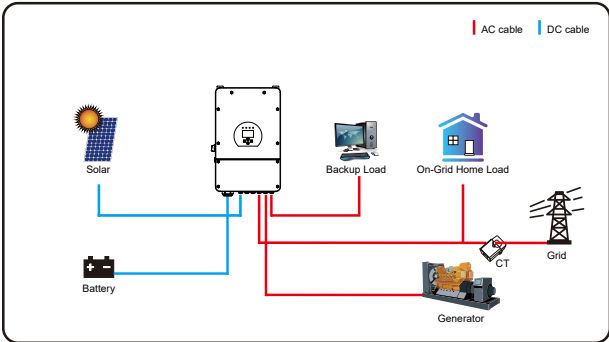 AC cable
DC cable
Solar
Backup Load
On-Grid Home Load
CT
Grid
Battery
Generator